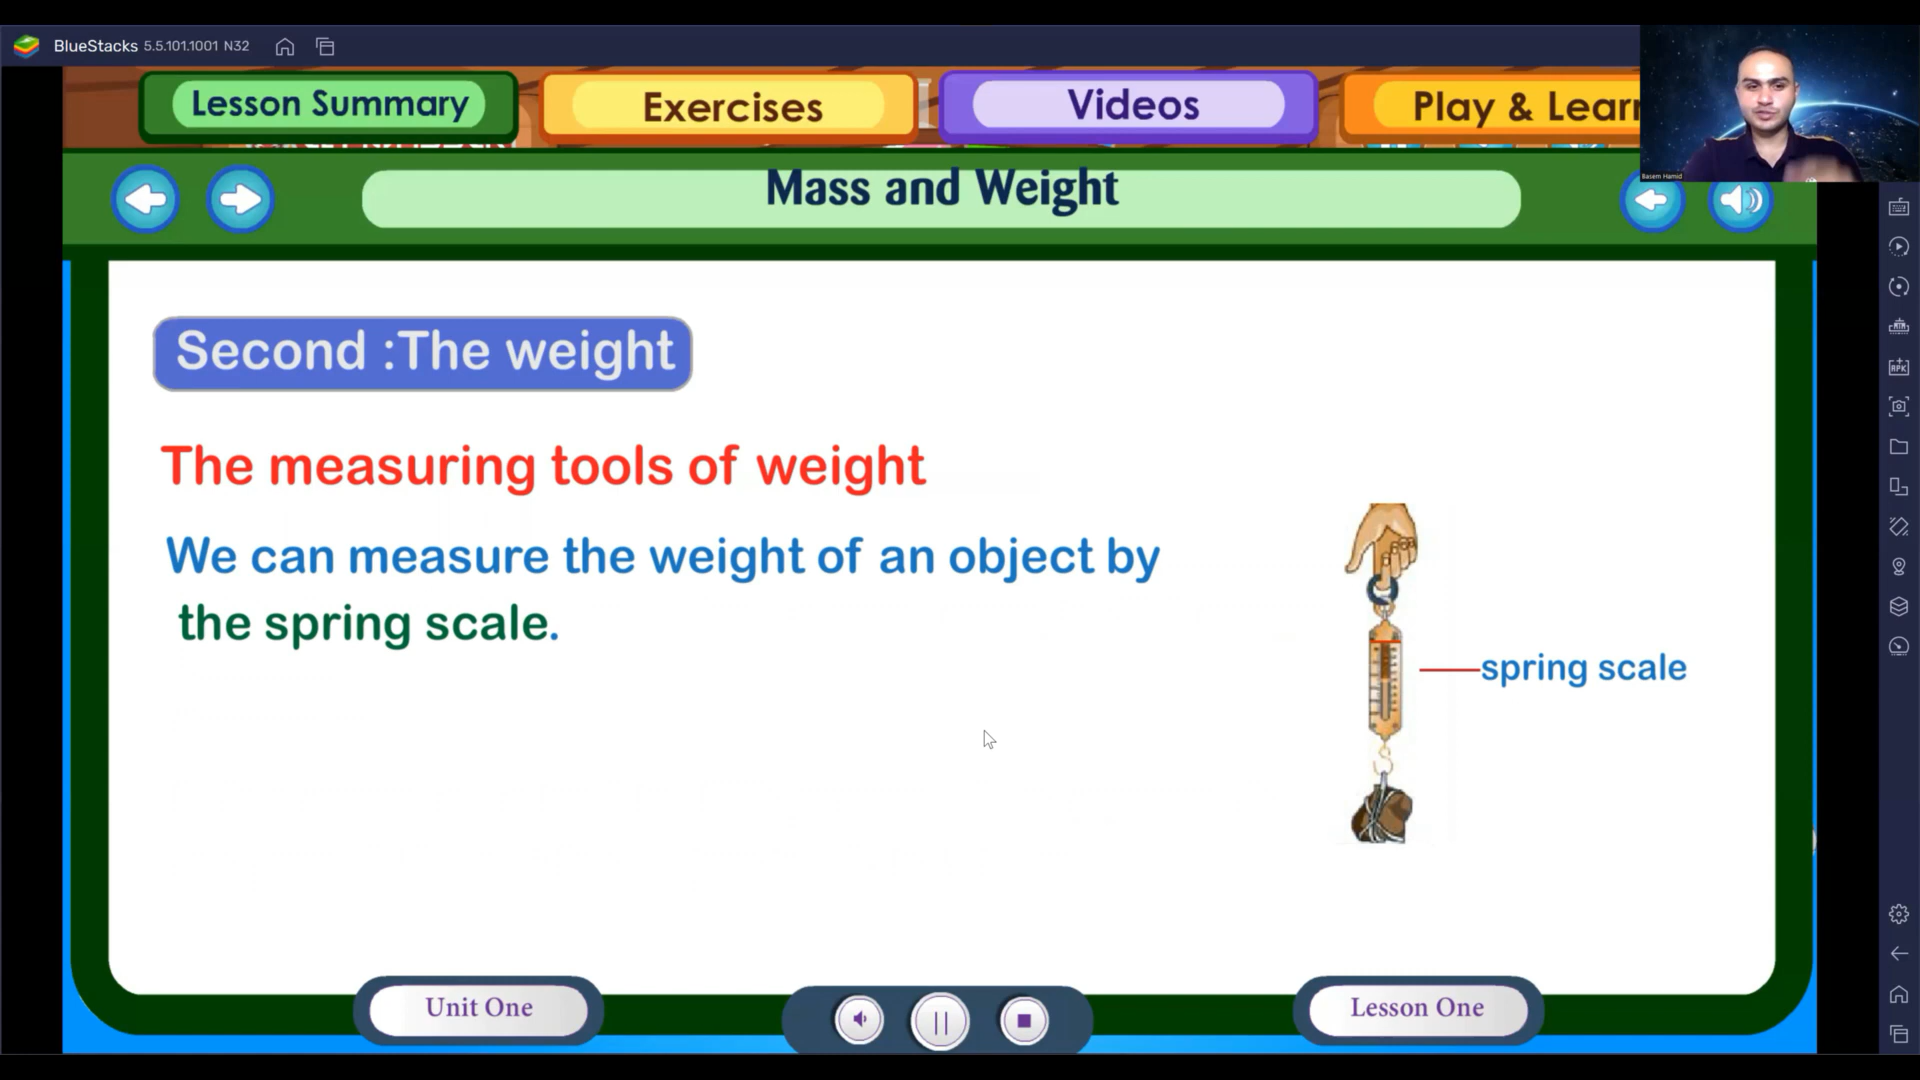 BlueStacks 5.5.101.1001 N32
Lesson Summary
Exercises
Videos
Play & Learn
Basem Hamid
Mass and Weight
Second :The weight
The measuring tools of weight
We can measure the weight of an object by
the spring scale.
spring scale
Unit One
Lesson One